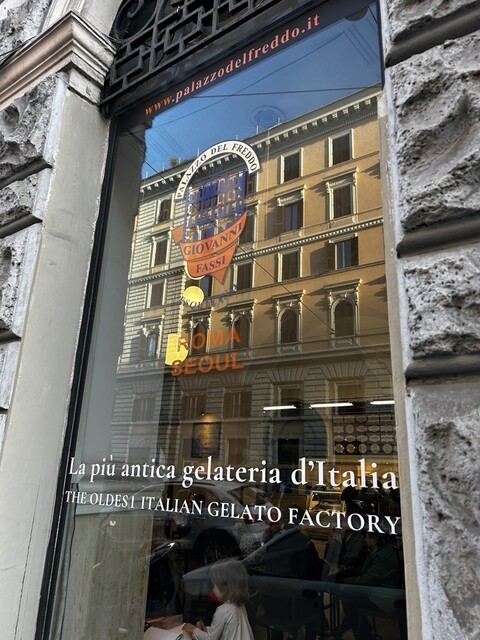 www.palazzodelfreddo.it
PALAZZO DEL FREDDO
GIOVANNI
FASSI
ROMA
SEOUL
La più antica gelateria d'Italia
THE OLDEST ITALIAN GELATO FACTORY